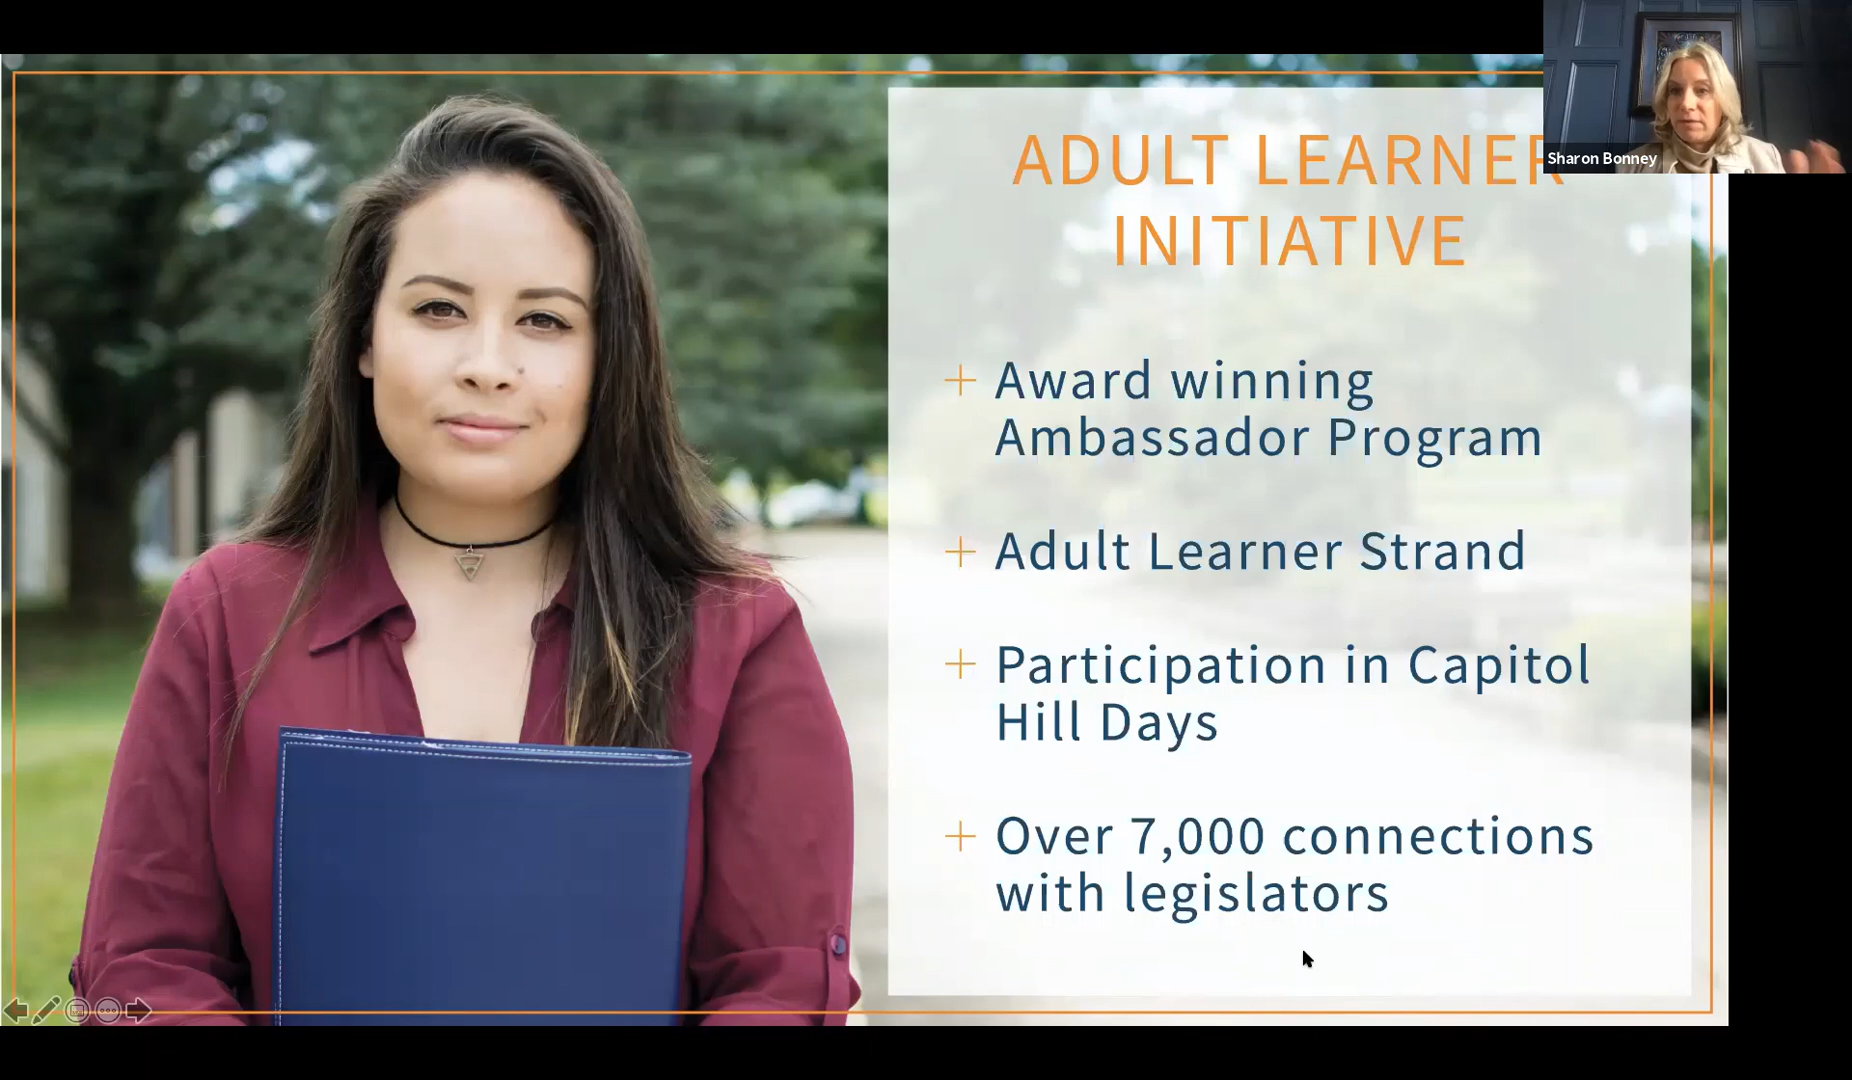 Sharon Bonney
ADULT LEARNER
INITIATIVE
+ Award winning
Ambassador Program
+ Adult Learner Strand
+ Participation in Capitol
Hill Days
+ Over 7,000 connections
with legislators